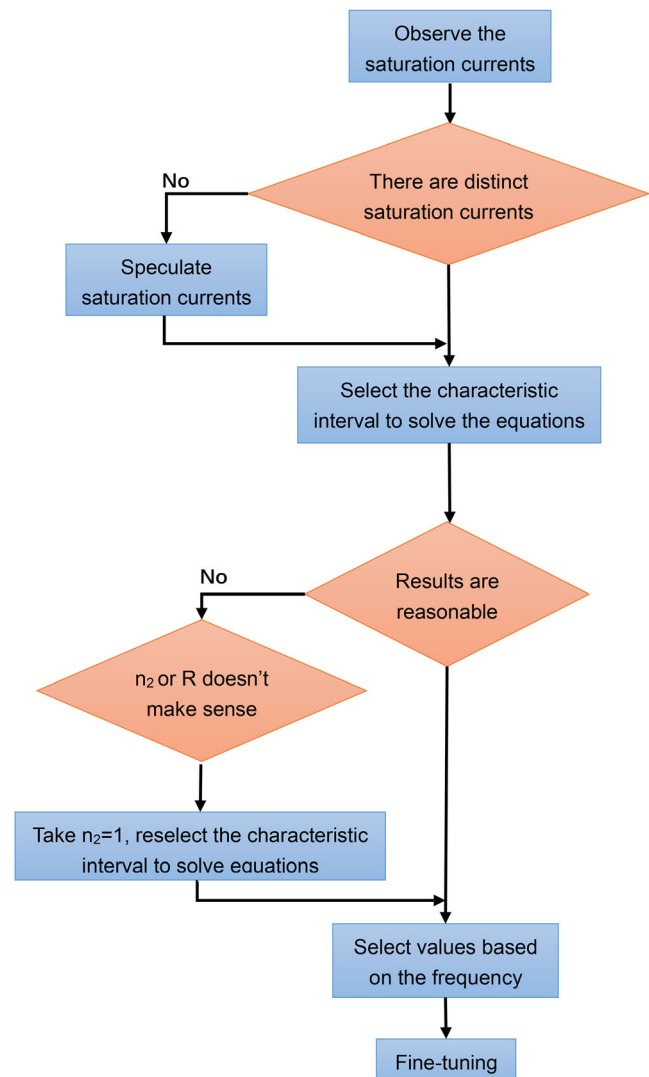 Observe the
saturation currents
There are distinct
saturation currents
No
Speculate
saturation currents
Select the characteristic
interval to solve the equations
Results are
reasonable
No
n₂ or R doesn’t
make sense
Take n₂=1, reselect the characteristic
interval to solve equations
Select values based
on the frequency
Fine-tuning